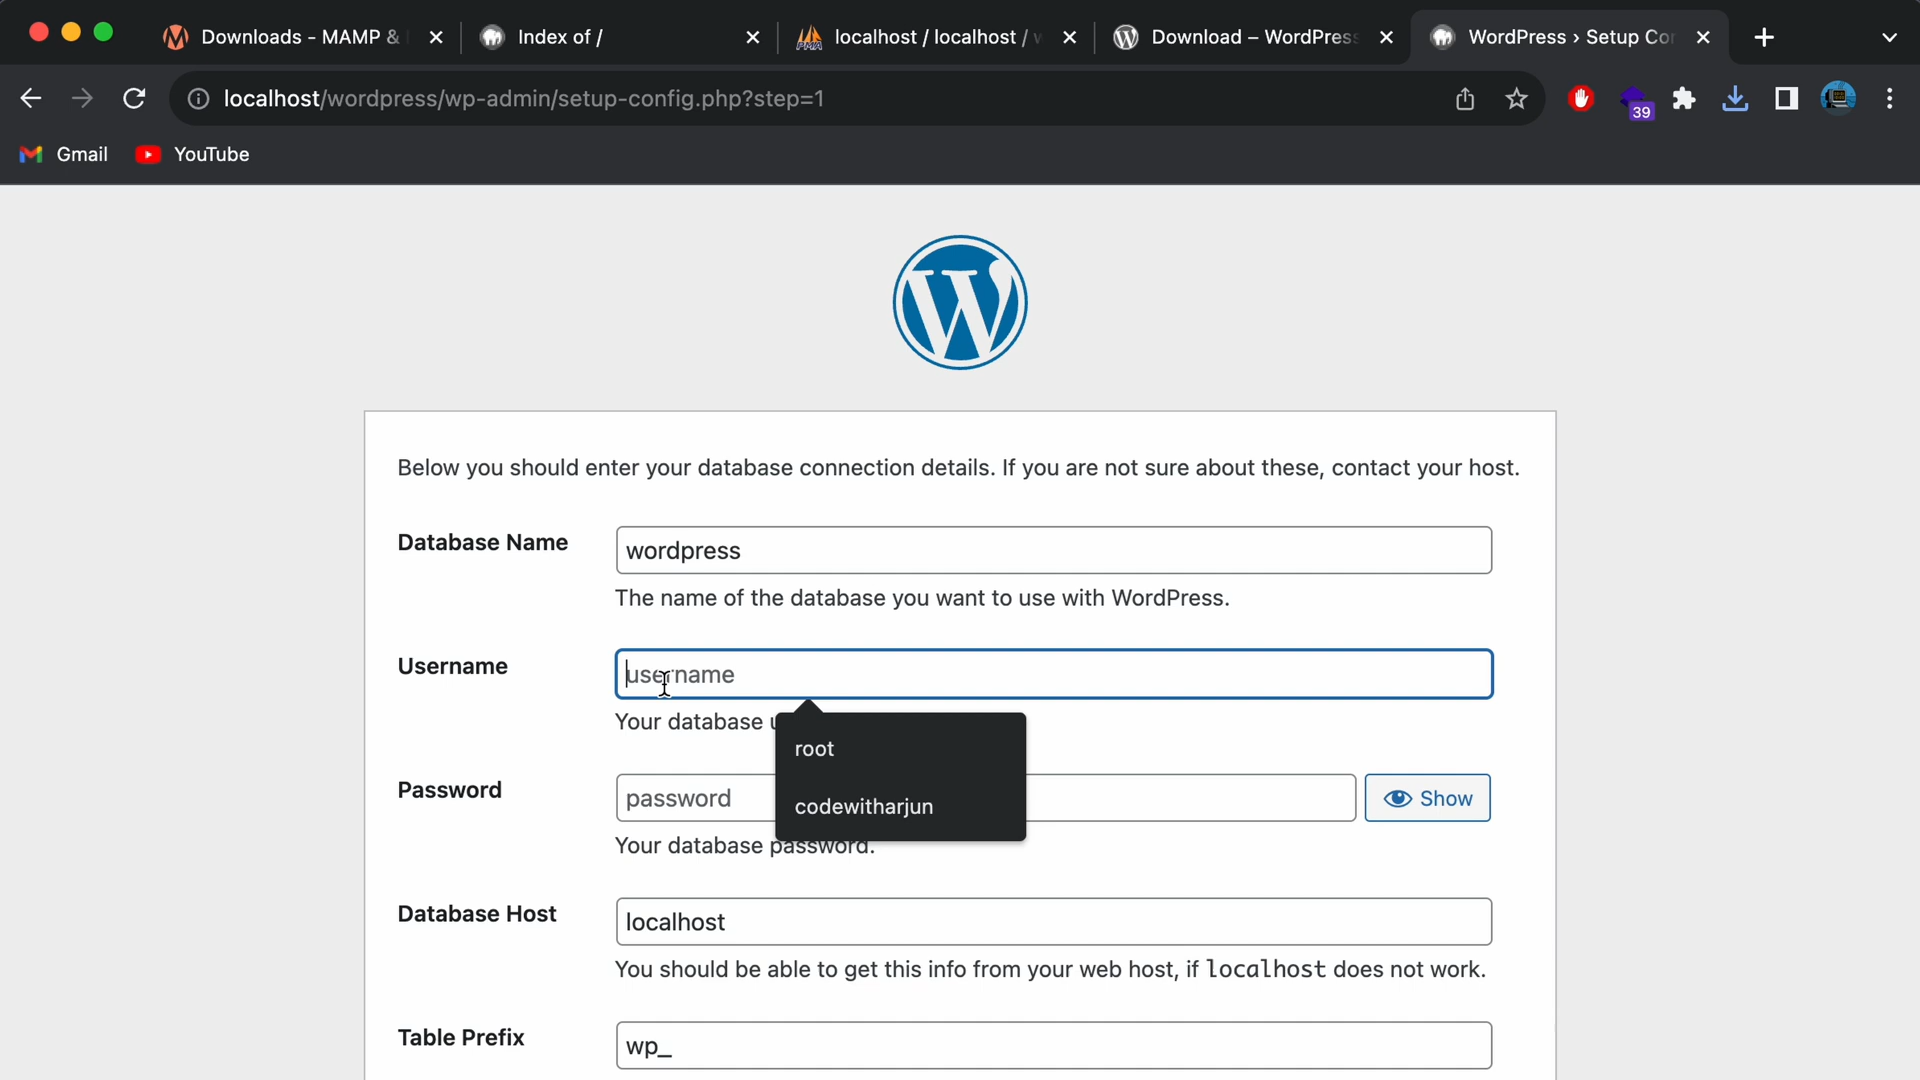 Downloads - MAMP &
Index of /
localhost / localhost / w
Download – WordPress
WordPress › Setup Cor
localhost/wordpress/wp-admin/setup-config.php?step=1
39
Gmail
YouTube
Below you should enter your database connection details. If you are not sure about these, contact your host.
Database Name
wordpress
The name of the database you want to use with WordPress.
Username
username
Your database
root
codewitharjun
Password
password
Show
Your database password.
Database Host
localhost
You should be able to get this info from your web host, if localhost does not work.
Table Prefix
wp_